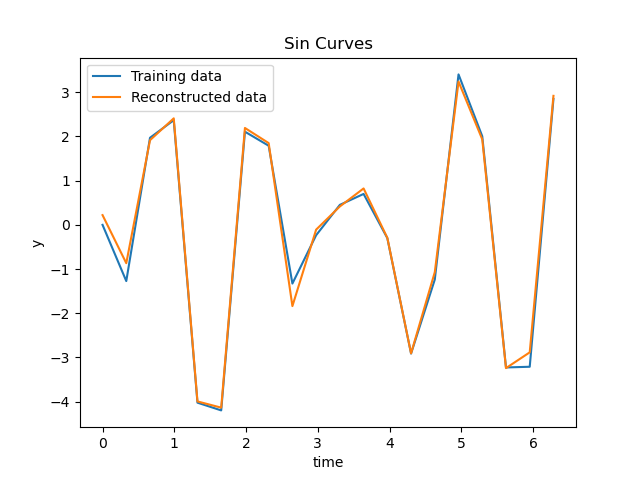 Sin Curves
Training data
Reconstructed data
3
2
1
0
−1
−2
−3
−4
y
0 1 2 3 4 5 6
time